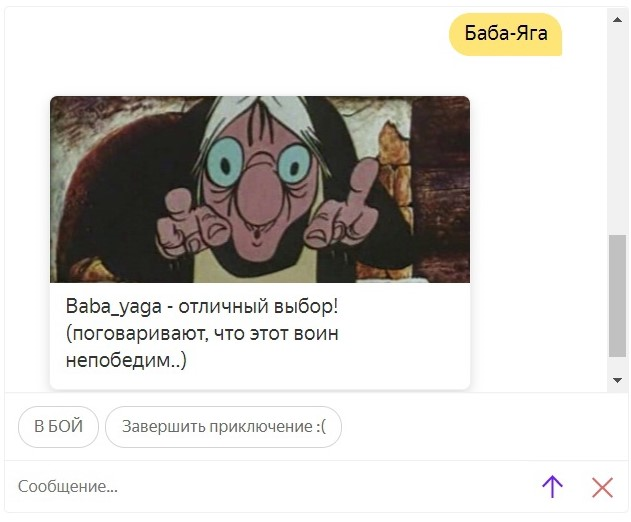 Баба-Яга
Baba_yaga - отличный выбор!
(поговаривают, что этот воин
непобедим..)
В БОЙ
Завершить приключение :(
Сообщение...